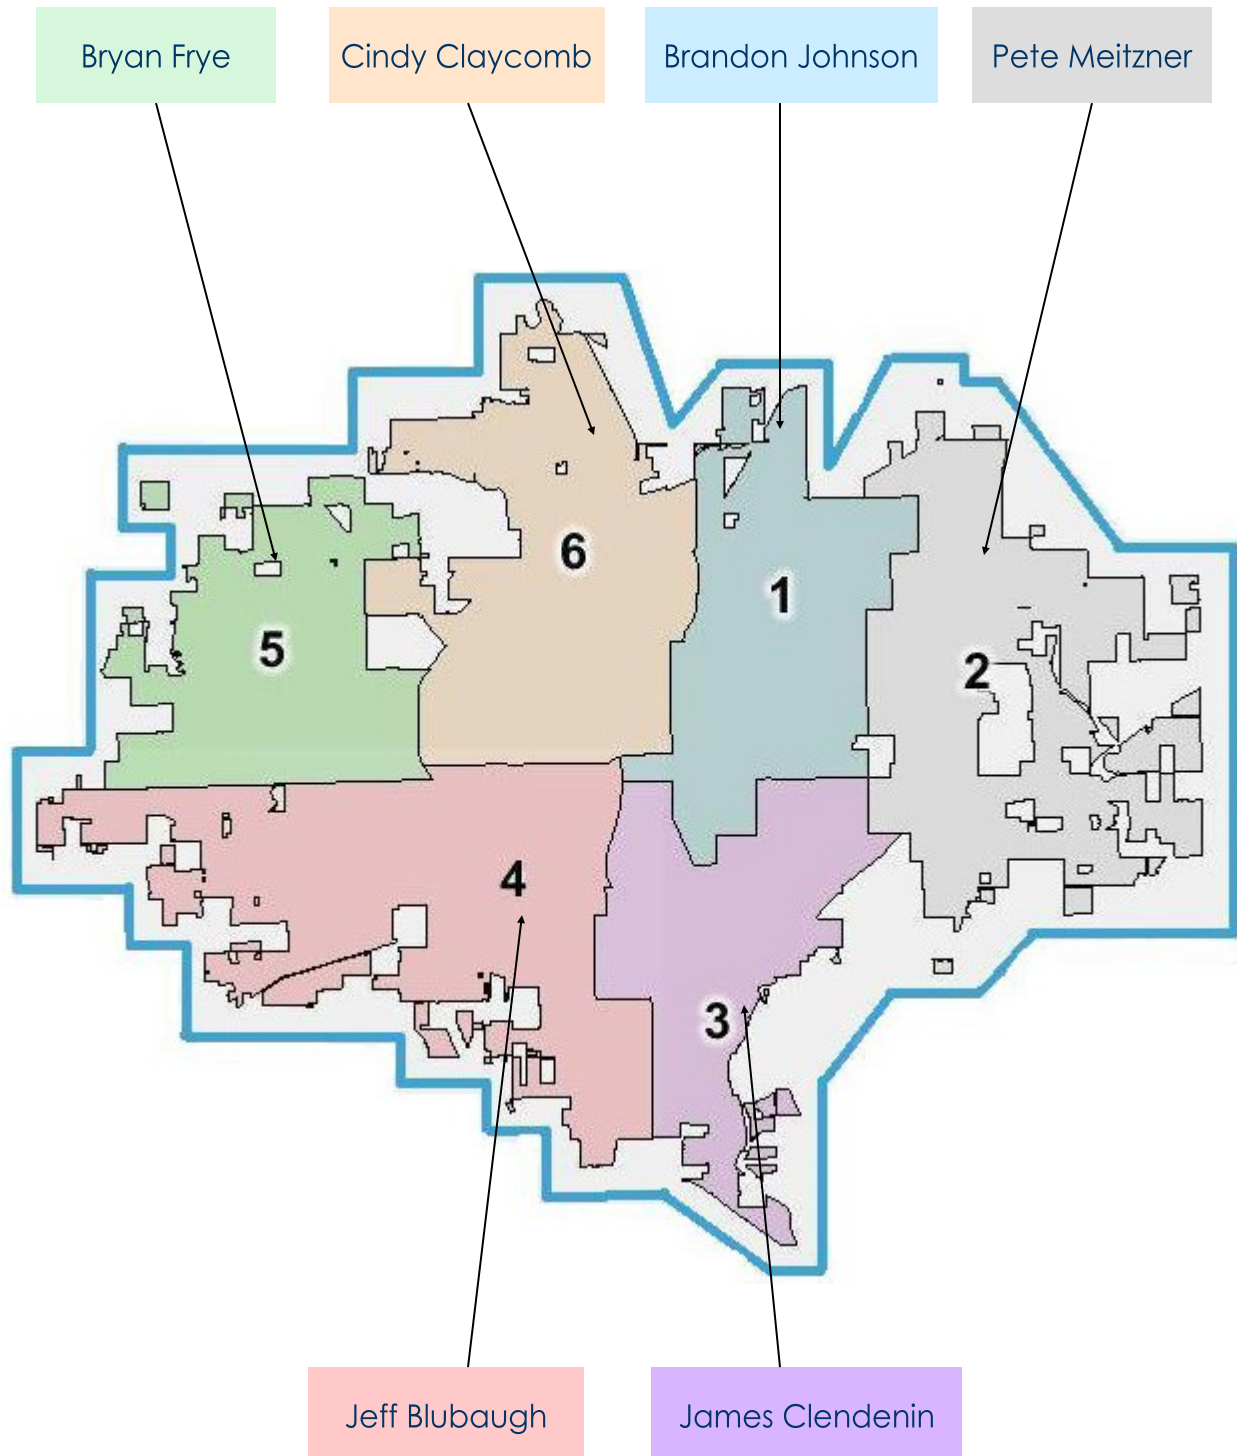 Bryan Frye
Cindy Claycomb
Brandon Johnson
Pete Meitzner
6
1
5
2
4
3
Jeff Blubaugh
James Clendenin